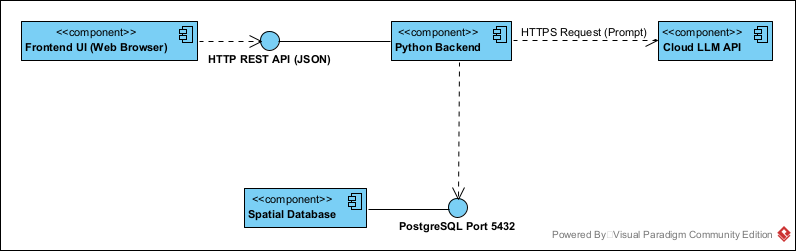 <<component>>
Frontend UI (Web Browser)
HTTP REST API (JSON)
<<component>>
Python Backend
HTTPS Request (Prompt)
<<component>>
Cloud LLM API
<<component>>
Spatial Database
PostgreSQL Port 5432
Powered By Visual Paradigm Community Edition